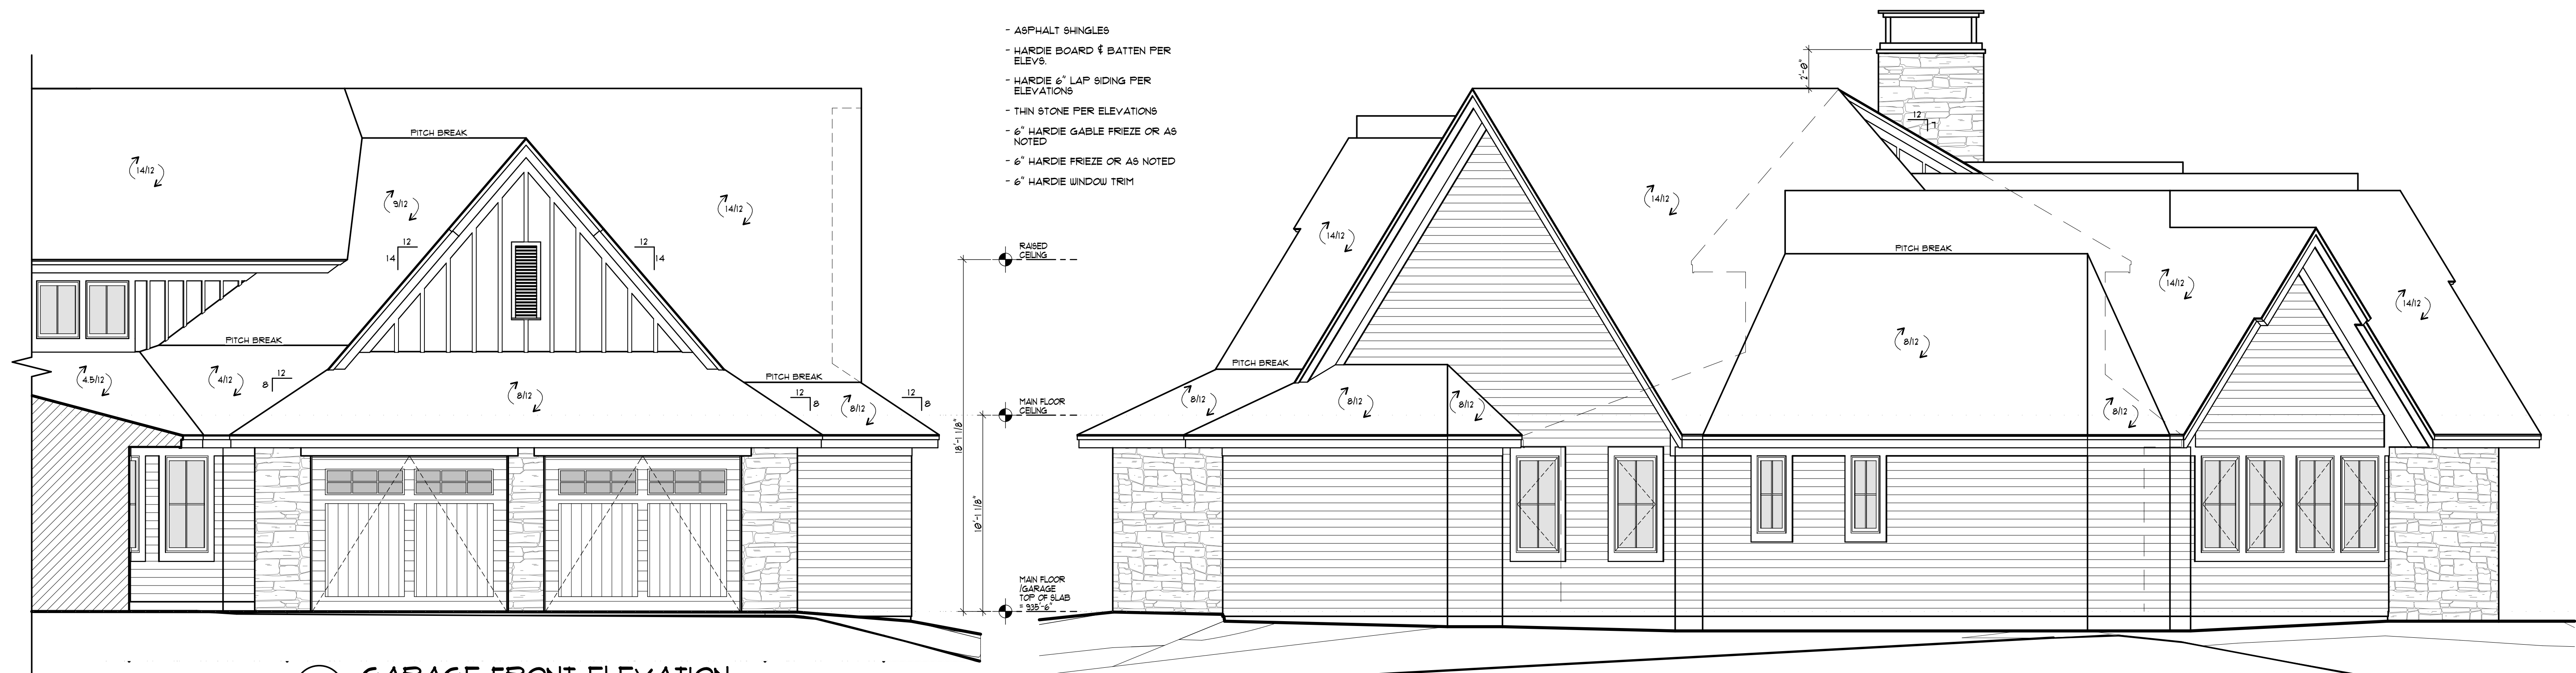 - ASPHALT SHINGLES
- HARDIE BOARD & BATTEN PER
ELEVS.
- HARDIE 6" LAP SIDING PER
ELEVATIONS
- THIN STONE PER ELEVATIONS
- 6" HARDIE GABLE FRIEZE OR AS
NOTED
- 6" HARDIE FRIEZE OR AS NOTED
- 6" HARDIE WINDOW TRIM
PITCH BREAK
14/12
9/12
14/12
12
14
12
14
PITCH BREAK
4.5/12
4/12
12
8
8/12
PITCH BREAK
12
8
8/12
12
8
RAISED
CEILING
MAIN FLOOR
CEILING
18'-1 1/8"
10'-1 1/8"
MAIN FLOOR
/GARAGE
TOP OF SLAB
= 935'-6"
2'-0"
12
7
14/12
14/12
PITCH BREAK
14/12
14/12
PITCH BREAK
8/12
8/12
8/12
8/12
8/12
GARAGE FRONT ELEVATION